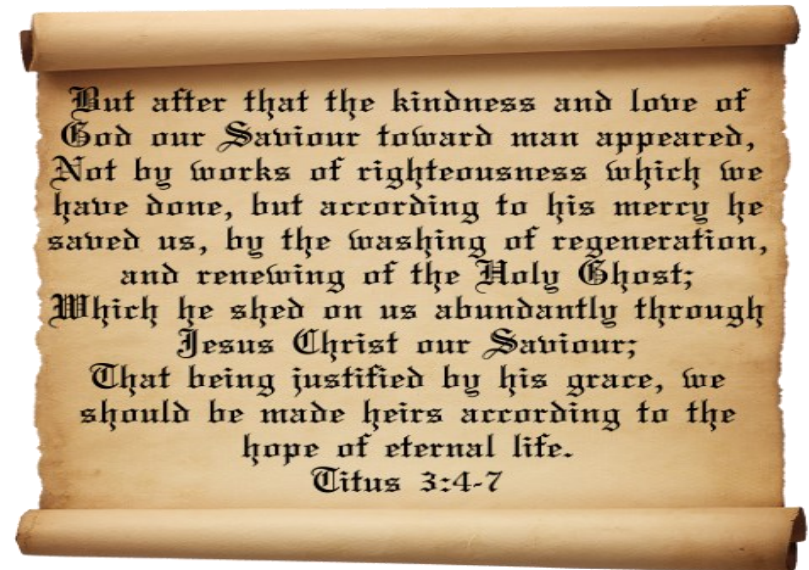 But after that the kindness and love of
God our Saviour toward man appeared,
Not by works of righteousness which we
have done, but according to his mercy he
saved us, by the washing of regeneration,
and renewing of the Holy Ghost;
Which he shed on us abundantly through
Jesus Christ our Saviour;
That being justified by his grace, we
should be made heirs according to the
hope of eternal life.
Titus 3:4-7